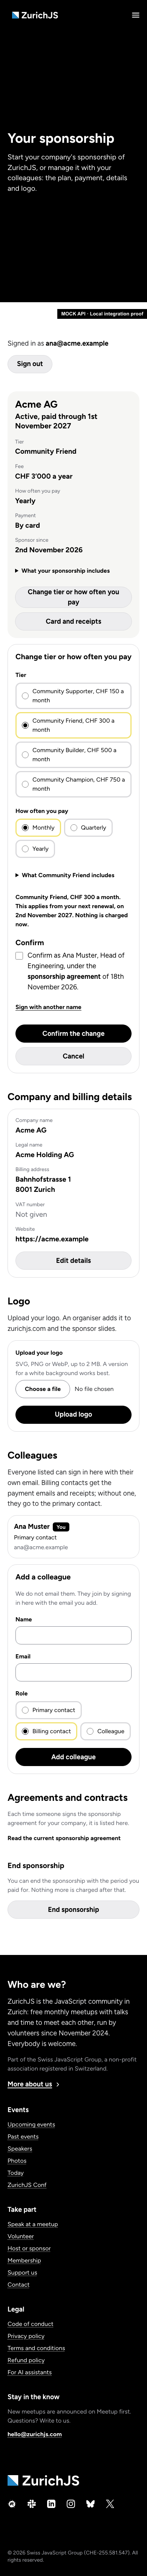 ZurichJS
Your sponsorship
Start your company's sponsorship of
ZurichJS, or manage it with your
colleagues: the plan, payment, details
and logo.
MOCK API · Local integration proof
Signed in as ana@acme.example
Sign out
Acme AG
Active, paid through 1st
November 2027
Tier
Community Friend
Fee
CHF 3'000 a year
How often you pay
Yearly
Payment
By card
Sponsor since
2nd November 2026
What your sponsorship includes
Change tier or how often you
pay
Card and receipts
Change tier or how often you pay
Tier
Community Supporter, CHF 150 a
month
Community Friend, CHF 300 a
month
Community Builder, CHF 500 a
month
Community Champion, CHF 750 a
month
How often you pay
Monthly
Quarterly
Yearly
What Community Friend includes
Community Friend, CHF 300 a month.
This applies from your next renewal, on
2nd November 2027. Nothing is charged
now.
Confirm
Confirm as Ana Muster, Head of
Engineering, under the
sponsorship agreement of 18th
November 2026.
Sign with another name
Confirm the change
Cancel
Company and billing details
Company name
Acme AG
Legal name
Acme Holding AG
Billing address
Bahnhofstrasse 1
8001 Zurich
VAT number
Not given
Website
https://acme.example
Edit details
Logo
Upload your logo. An organiser adds it to
zurichjs.com and the sponsor slides.
Upload your logo
SVG, PNG or WebP, up to 2 MB. A version
for a white background works best.
Choose a file
No file chosen
Upload logo
Colleagues
Everyone listed can sign in here with their
own email. Billing contacts get the
payment emails and receipts; without one,
they go to the primary contact.
Ana Muster You
Primary contact
ana@acme.example
Add a colleague
We do not email them. They join by signing
in here with the email you add.
Name
Email
Role
Primary contact
Billing contact
Colleague
Add colleague
Agreements and contracts
Each time someone signs the sponsorship
agreement for your company, it is listed here.
Read the current sponsorship agreement
End sponsorship
You can end the sponsorship with the period you
paid for. Nothing more is charged after that.
End sponsorship
Who are we?
ZurichJS is the JavaScript community in
Zurich: free monthly meetups with talks
and time to meet each other, run by
volunteers since November 2024.
Everybody is welcome.
Part of the Swiss JavaScript Group, a non-profit
association registered in Switzerland.
More about us
Events
Upcoming events
Past events
Speakers
Photos
Today
ZurichJS Conf
Take part
Speak at a meetup
Volunteer
Host or sponsor
Membership
Support us
Contact
Legal
Code of conduct
Privacy policy
Terms and conditions
Refund policy
For AI assistants
Stay in the know
New meetups are announced on Meetup first.
Questions? Write to us.
hello@zurichjs.com
ZurichJS
© 2026 Swiss JavaScript Group (CHE-255.581.547). All
rights reserved.